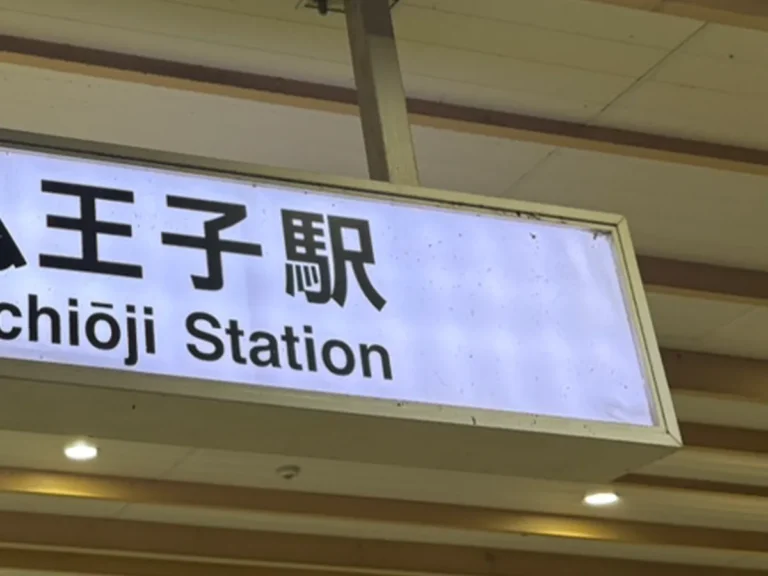 王子駅
chiōji Station